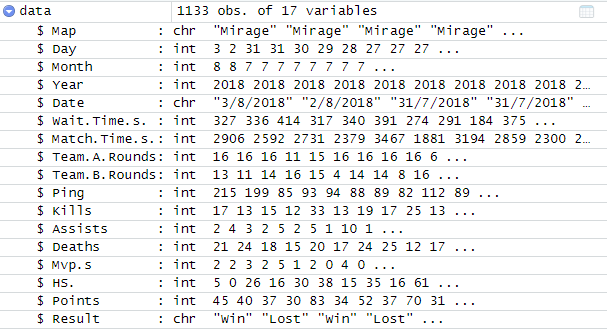 data 1133 obs. of 17 variables
$ Map : chr "Mirage" "Mirage" "Mirage" "Mirage" ...
$ Day : int 3 2 31 31 30 29 28 27 27 27 ...
$ Month : int 8 8 7 7 7 7 7 7 7 7 ...
$ Year : int 2018 2018 2018 2018 2018 2018 2018 2018 2018 2...
$ Date : chr "3/8/2018" "2/8/2018" "31/7/2018" "31/7/2018" ...
$ Wait.Time.s. : int 327 336 414 317 340 391 274 291 184 375 ...
$ Match.Time.s.: int 2906 2592 2731 2379 3467 1881 3194 2859 2300 2...
$ Team.A.Rounds: int 16 16 16 11 15 16 16 16 16 6 ...
$ Team.B.Rounds: int 13 11 14 16 15 4 14 14 8 16 ...
$ Ping : int 215 199 85 93 94 88 89 82 112 89 ...
$ Kills : int 17 13 15 12 33 13 19 17 25 13 ...
$ Assists : int 2 4 3 2 5 2 5 1 10 1 ...
$ Deaths : int 21 24 18 15 20 17 24 25 12 17 ...
$ Mvp.s : int 2 2 3 2 5 1 2 0 4 0 ...
$ HS. : int 5 0 26 16 30 38 15 35 16 61 ...
$ Points : int 45 40 37 30 83 34 52 37 70 31 ...
$ Result : chr "Win" "Lost" "Win" "Lost" ...